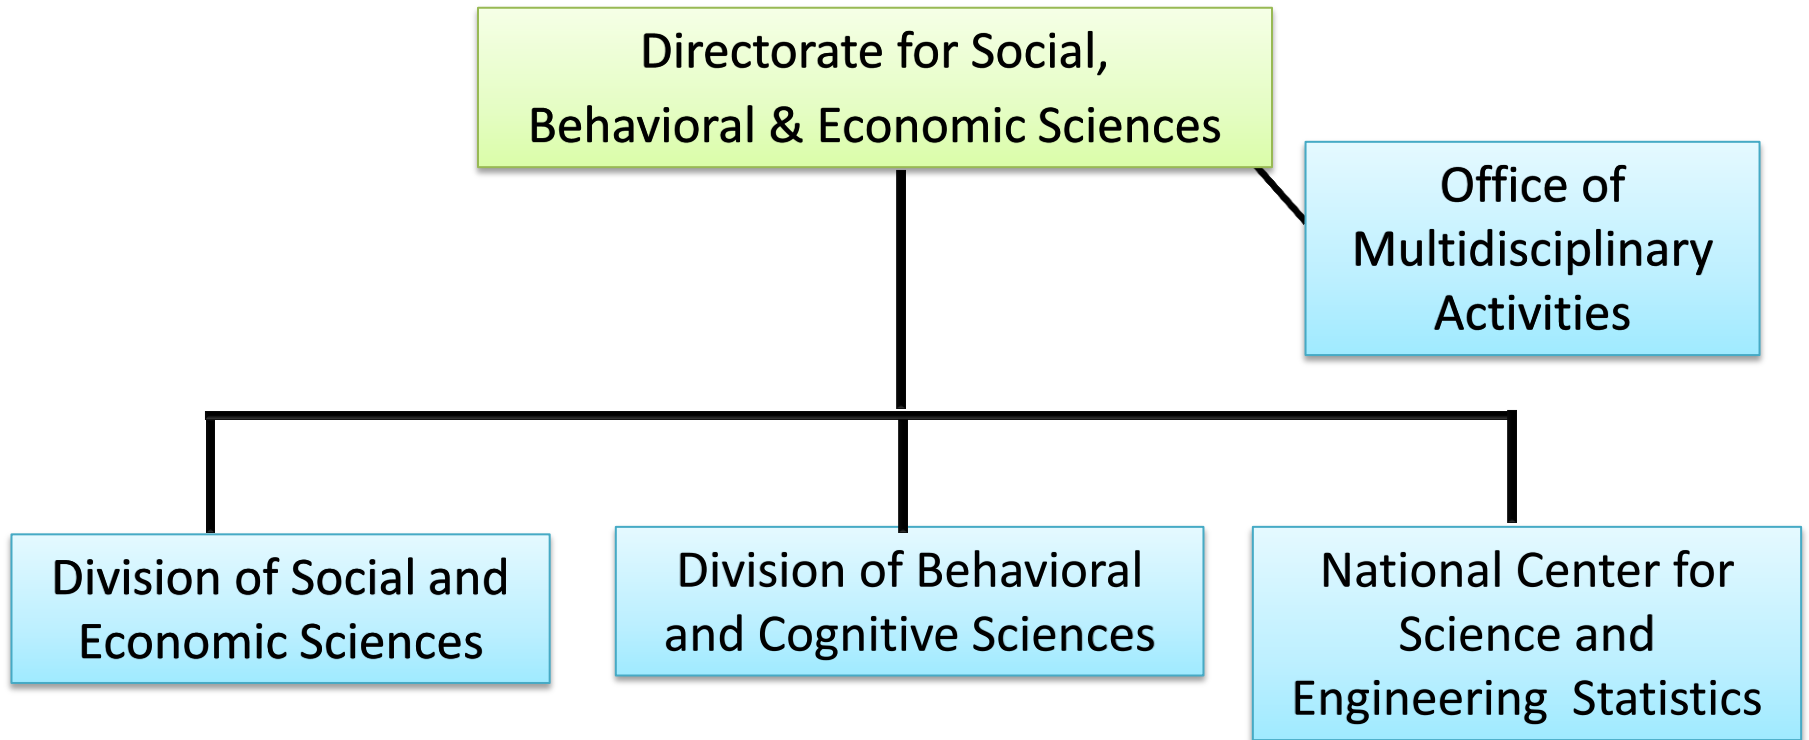 Directorate for Social,
Behavioral & Economic Sciences
Office of
Multidisciplinary
Activities
Division of Social and
Economic Sciences
Division of Behavioral
and Cognitive Sciences
National Center for
Science and
Engineering  Statistics